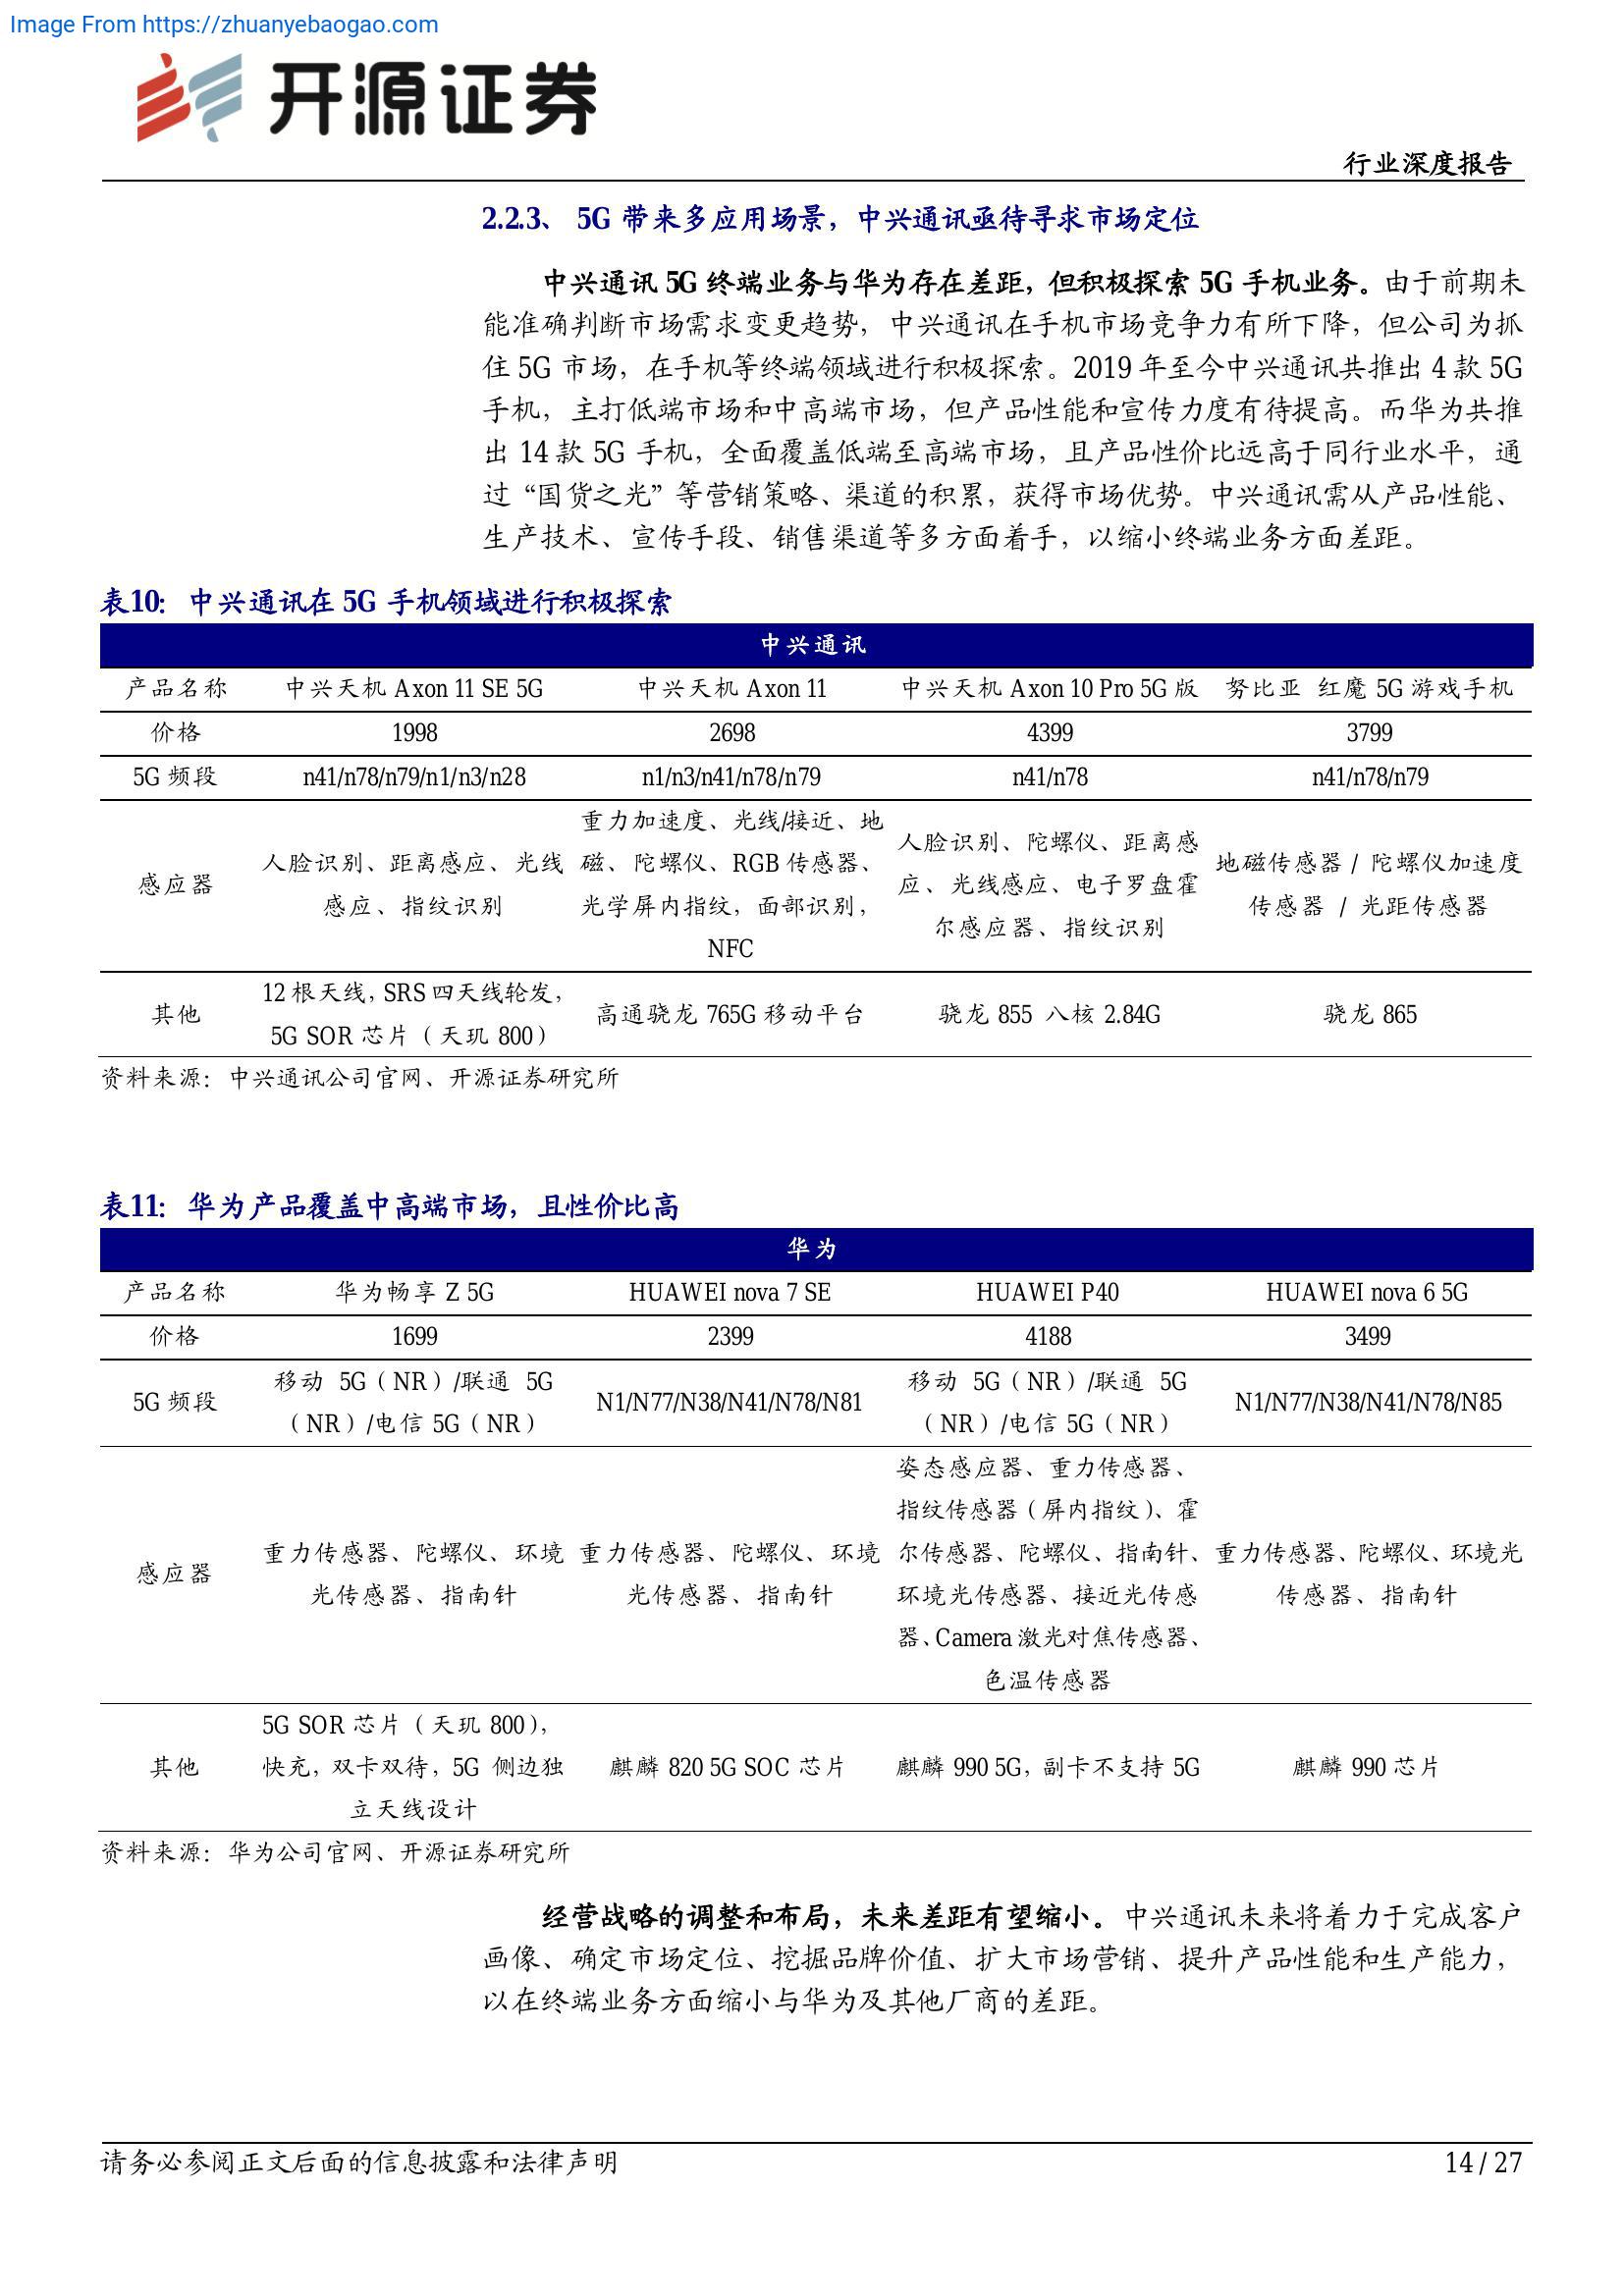 Image From https://zhuanyebaogao.com
开源证券
行业深度报告
2.2.3、 5G 带来多应用场景，中兴通讯亟待寻求市场定位
中兴通讯 5G 终端业务与华为存在差距，但积极探索 5G 手机业务。由于前期未
能准确判断市场需求变更趋势，中兴通讯在手机市场竞争力有所下降，但公司为抓
住 5G 市场，在手机等终端领域进行积极探索。2019 年至今中兴通讯共推出 4 款 5G
手机，主打低端市场和中高端市场，但产品性能和宣传力度有待提高。而华为共推
出 14 款 5G 手机，全面覆盖低端至高端市场，且产品性价比远高于同行业水平，通
过“国货之光”等营销策略、渠道的积累，获得市场优势。中兴通讯需从产品性能、
生产技术、宣传手段、销售渠道等多方面着手，以缩小终端业务方面差距。
表10：中兴通讯在 5G 手机领域进行积极探索
中兴通讯
产品名称 中兴天机 Axon 11 SE 5G 中兴天机 Axon 11 中兴天机 Axon 10 Pro 5G 版 努比亚 红魔 5G 游戏手机
价格 1998 2698 4399 3799
5G 频段 n41/n78/n79/n1/n3/n28 n1/n3/n41/n78/n79 n41/n78 n41/n78/n79
感应器
人脸识别、距离感应、光线
感应、指纹识别
重力加速度、光线/接近、地
磁、陀螺仪、RGB 传感器、
光学屏内指纹，面部识别，
NFC
人脸识别、陀螺仪、距离感
应、光线感应、电子罗盘霍
尔感应器、指纹识别
地磁传感器 / 陀螺仪加速度
传感器 / 光距传感器
其他
12 根天线，SRS 四天线轮发，
5G SOR 芯片（天玑 800）
高通骁龙 765G 移动平台
骁龙 855 八核 2.84G
骁龙 865
资料来源：中兴通讯公司官网、开源证券研究所
表11：华为产品覆盖中高端市场，且性价比高
华为
产品名称 华为畅享 Z 5G HUAWEI nova 7 SE HUAWEI P40 HUAWEI nova 6 5G
价格 1699 2399 4188 3499
5G 频段
移动 5G（NR）/联通 5G
（NR）/电信 5G（NR）
N1/N77/N38/N41/N78/N81
移动 5G（NR）/联通 5G
（NR）/电信 5G（NR）
N1/N77/N38/N41/N78/N85
感应器
重力传感器、陀螺仪、环境
光传感器、指南针
重力传感器、陀螺仪、环境
光传感器、指南针
姿态感应器、重力传感器、
指纹传感器（屏内指纹）、霍
尔传感器、陀螺仪、指南针、
环境光传感器、接近光传感
器、Camera 激光对焦传感器、
色温传感器
重力传感器、陀螺仪、环境光
传感器、指南针
其他
5G SOR 芯片（天玑 800），
快充，双卡双待，5G 侧边独
立天线设计
麒麟 820 5G SOC 芯片
麒麟 990 5G，副卡不支持 5G
麒麟 990 芯片
资料来源：华为公司官网、开源证券研究所
经营战略的调整和布局，未来差距有望缩小。中兴通讯未来将着力于完成客户
画像、确定市场定位、挖掘品牌价值、扩大市场营销、提升产品性能和生产能力，
以在终端业务方面缩小与华为及其他厂商的差距。
请务必参阅正文后面的信息披露和法律声明
14 / 27